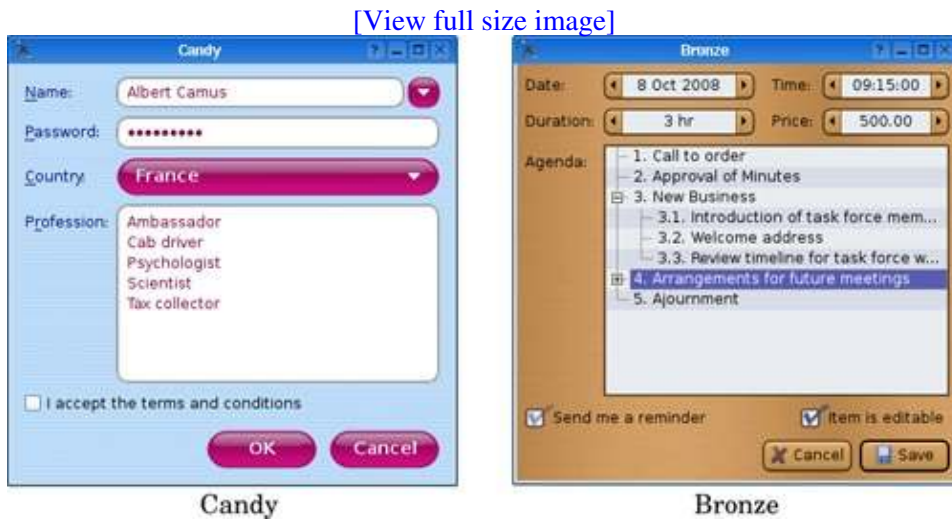 [View full size image]
Candy
Name: Albert Camus
Password: •••••••••
Country: France
Profession: Ambassador
Cab driver
Psychologist
Scientist
Tax collector
I accept the terms and conditions
OK Cancel
Candy
Bronze
Date: 8 Oct 2008 Time: 09:15:00
Duration: 3 hr Price: 500.00
Agenda: 1. Call to order
2. Approval of Minutes
3. New Business
3.1. Introduction of task force mem...
3.2. Welcome address
3.3. Review timeline for task force w...
4. Arrangements for future meetings
5. Ajournment
Send me a reminder Item is editable
Cancel Save
Bronze